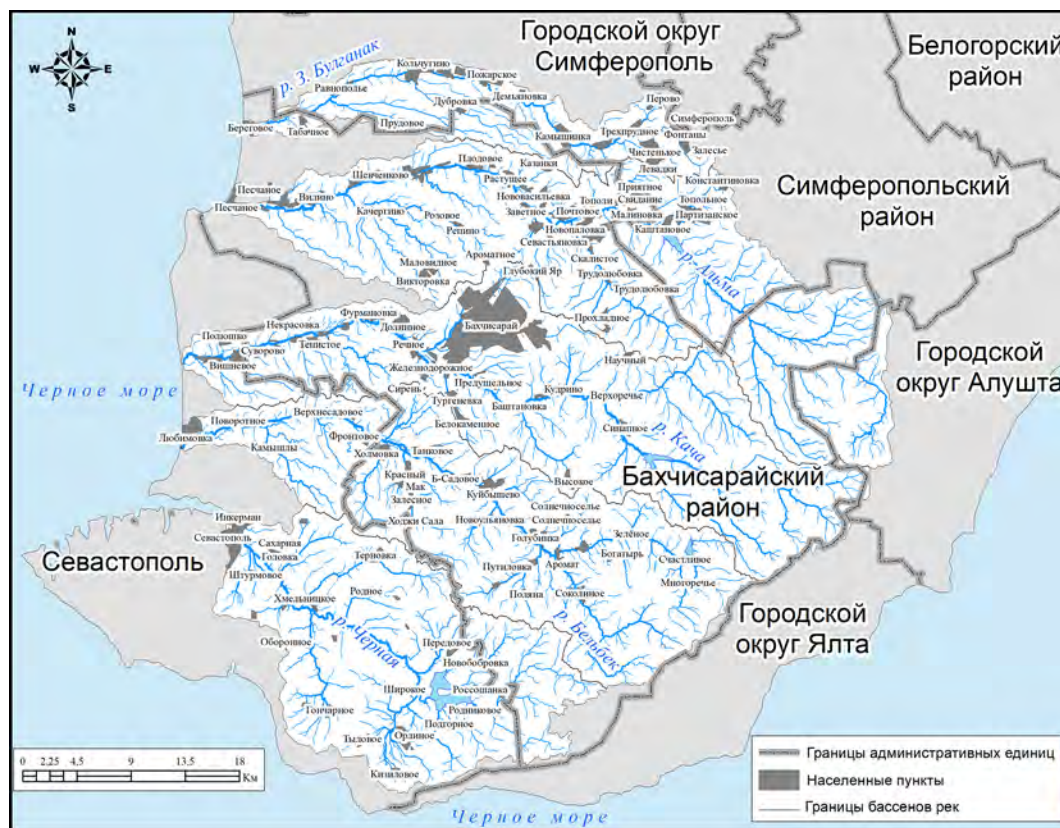 N
W
E
S
Городской округ
Симферополь
Белогорский
район
Симферопольский
район
Городской
округ Алушта
Бахчисарайский
район
Городской
округ Ялта
Севастополь
Черное море
Черное море
р. З. Булганак
р. Альма
р. Кача
р. Бельбек
р. Черная
Кольчугино
Пожарское
Равнополье
Демьяновка
Дубровка
Перово
Береговое
Табачное
Прудовое
Симферополь
Камышинка
Трехпрудное
Фонтаны
Чистенькое
Залесье
Левадки
Плодовое
Казанки
Шевченково
Растущее
Приятное
Константиновка
Песчаное
Вилино
Нововасильевка
Тополи
Свидание
Топольное
Песчаное
Качергино
Розовое
Заветное
Почтовое
Малиновка
Партизанское
Репино
Новопаловка
Каштановое
Севастьяновка
Ароматное
Скалистое
Маловидное
Глубокий Яр
Трудолюбовка
Викторовка
Трудолюбовка
Фурмановка
Прохладное
Некрасовка
Долинное
Бахчисарай
Полюшко
Тенистое
Речное
Суворово
Научный
Вишневое
Железнодорожное
Сирень
Предущельное
Кудрино
Тургеневка
Баштановка
Верхоречье
Верхнесадовое
Поворотное
Белокаменное
Синапное
Любимовка
Фронтовое
Камышлы
Холмовка
Танковое
Красный
Мак
Б-Садовое
Высокое
Куйбышево
Залесное
Солнечноселье
Ходжи Сала
Новоульяновка
Солнечноселье
Инкерман
Севастополь
Сахарная
Головка
Терновка
Голубинка
Зелёное
Богатырь
Счастливое
Путиловка
Аромат
Штурмовое
Многоречье
Хмельницкое
Родное
Поляна
Соколиное
Оборонное
Передовое
Новобобровка
Широкое
Россошанка
Гончарное
Родниковое
Подгорное
Тыловое
Орлиное
Кизиловое
0 2,25 4,5 9 13,5 18
Км
Границы административных единиц
Населенные пункты
Границы бассенов рек